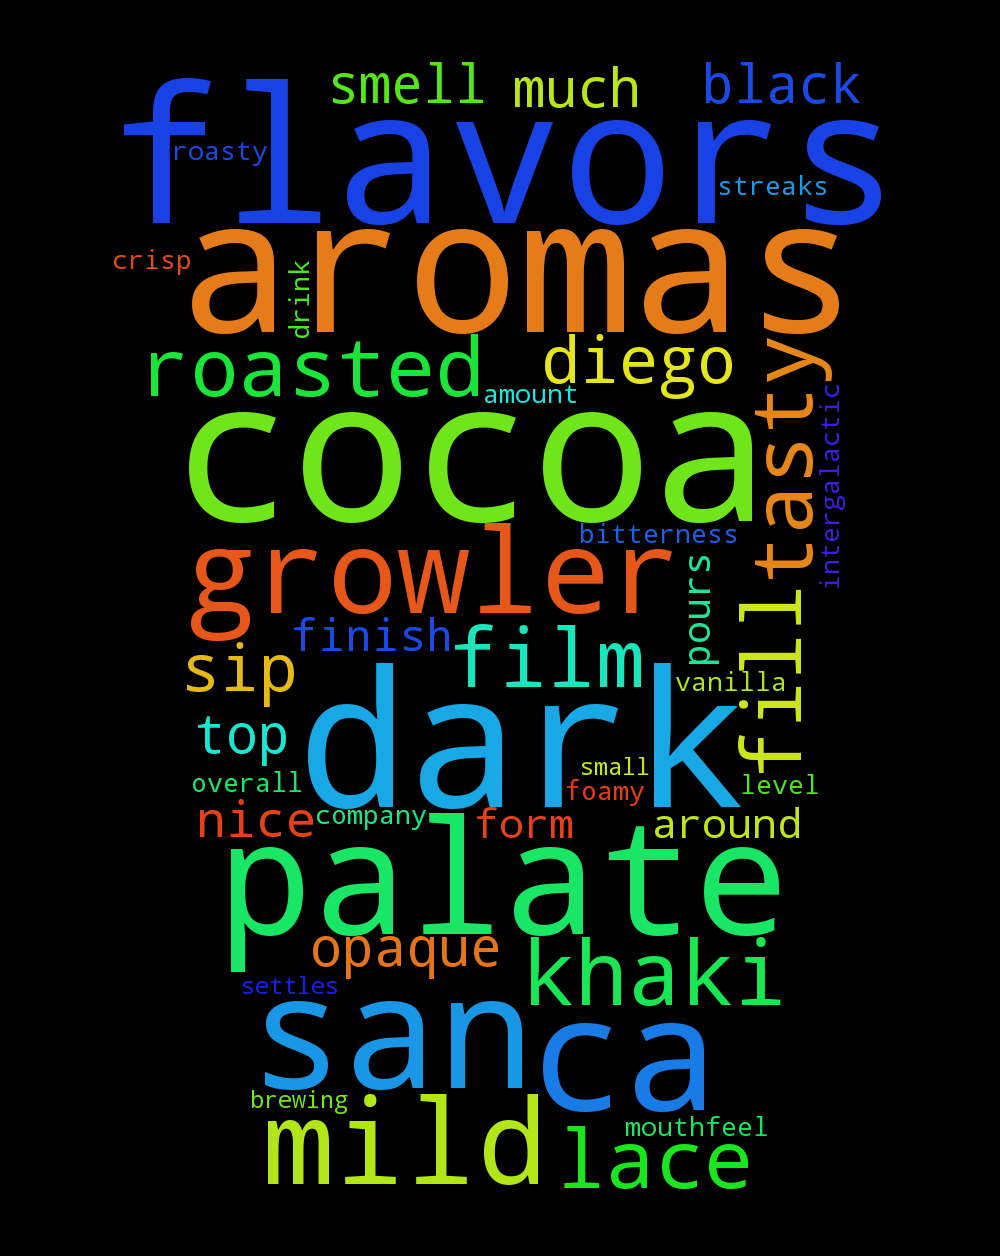 smell much black
flavors
roasty
streaks
aromas
crisp
drink
roasted diego
amount
tasty
intergalactic
cocoa
bitterness
growler
pours
fill
finish
film
sip
vanilla
dark
top
small
overall
foamy
level
nice company form around
palate
opaque
khaki
settles
san
ca
brewing
mild
mouthfeel
lace